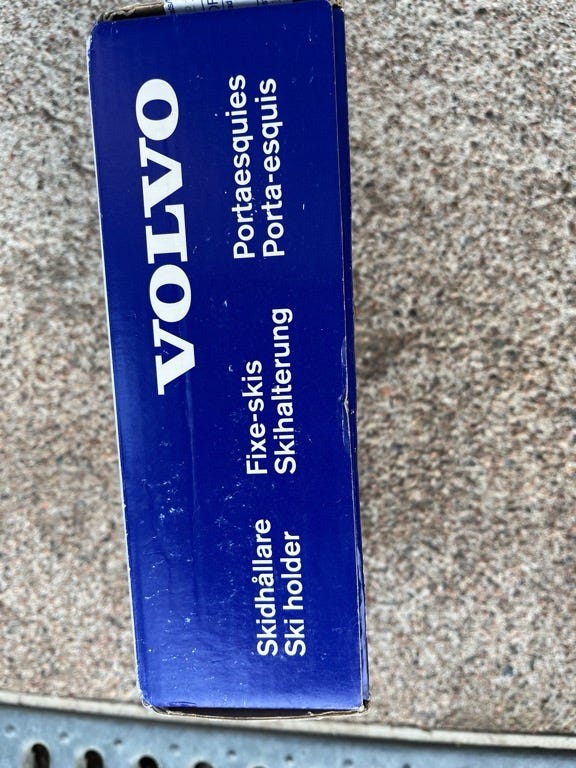 VOLVO
Skidhållare
Ski holder
Fixe-skis
Skihalterung
Portaesquies
Porta-esquis